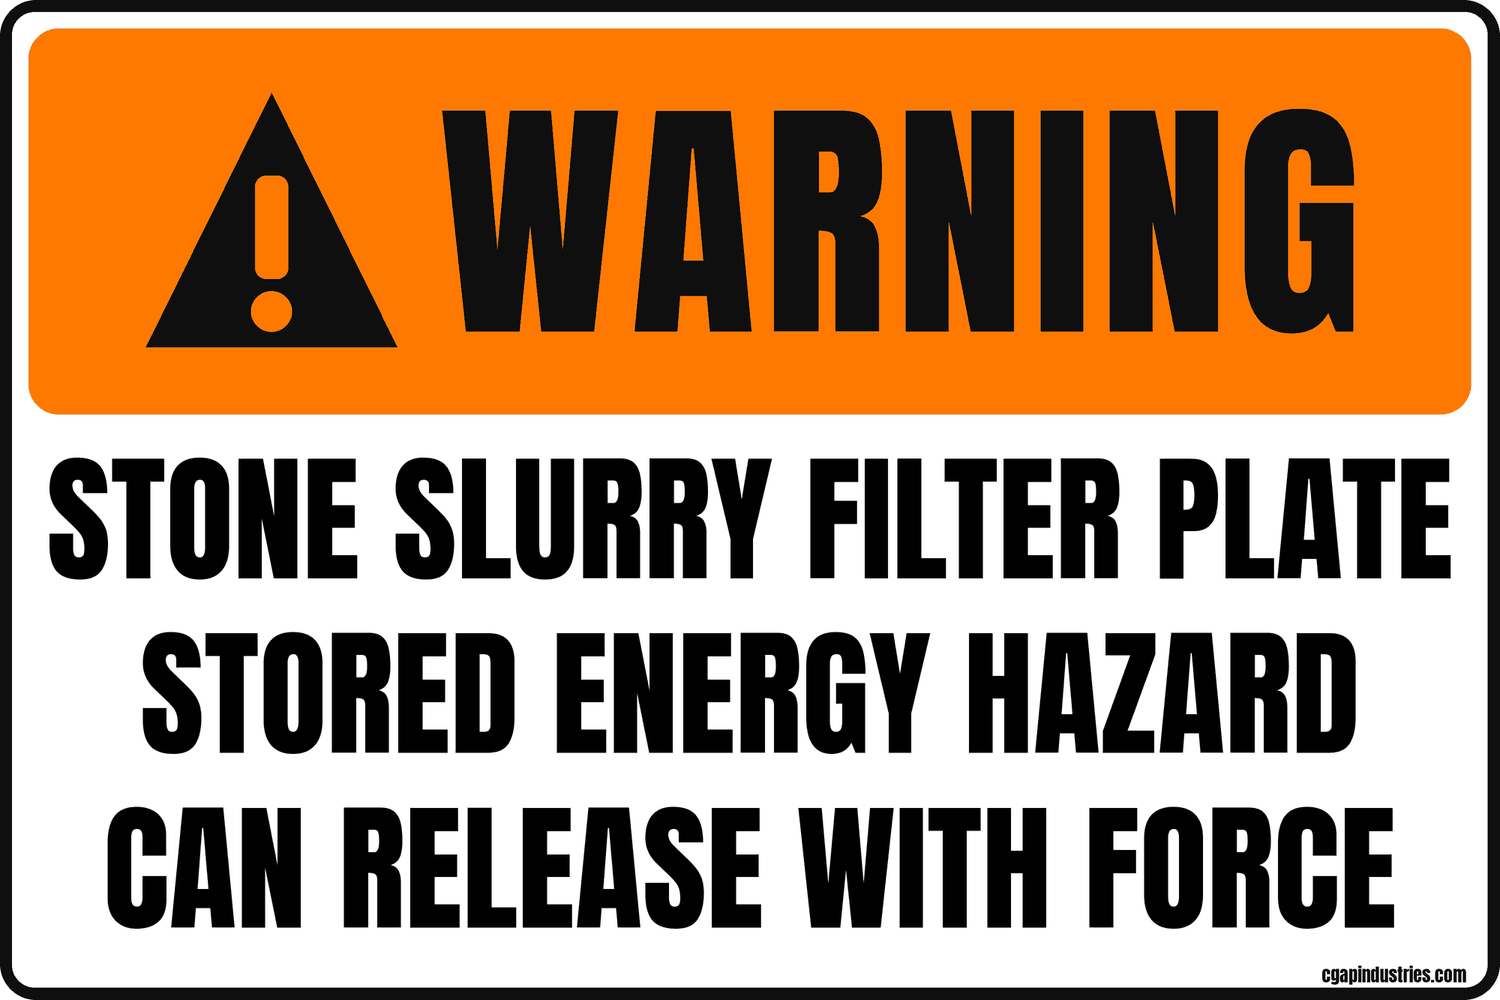 WARNING
STONE SLURRY FILTER PLATE
STORED ENERGY HAZARD
CAN RELEASE WITH FORCE
cgapindustries.com